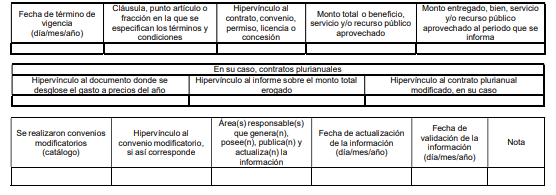 Fecha de término de
vigencia
(día/mes/año)
Cláusula, punto artículo o
fracción en la que se
especifican los términos y
condiciones
Hipervínculo al
contrato, convenio,
permiso, licencia o
concesión
Monto total o beneficio,
servicio y/o recurso público
aprovechado
Monto entregado, bien, servicio
y/o recurso público
aprovechado al periodo que se
informa
En su caso, contratos plurianuales
Hipervínculo al documento donde se
desglose el gasto a precios del año
Hipervínculo al informe sobre el monto total
erogado
Hipervínculo al contrato plurianual
modificado, en su caso
Se realizaron convenios
modificatorios
(catálogo)
Hipervínculo al
convenio modificatorio,
si así corresponde
Área(s) responsable(s)
que genera(n),
posee(n), publica(n) y
actualiza(n) la
información
Fecha de actualización
de la información
(día/mes/año)
Fecha de
validación de la
información
(día/mes/año)
Nota